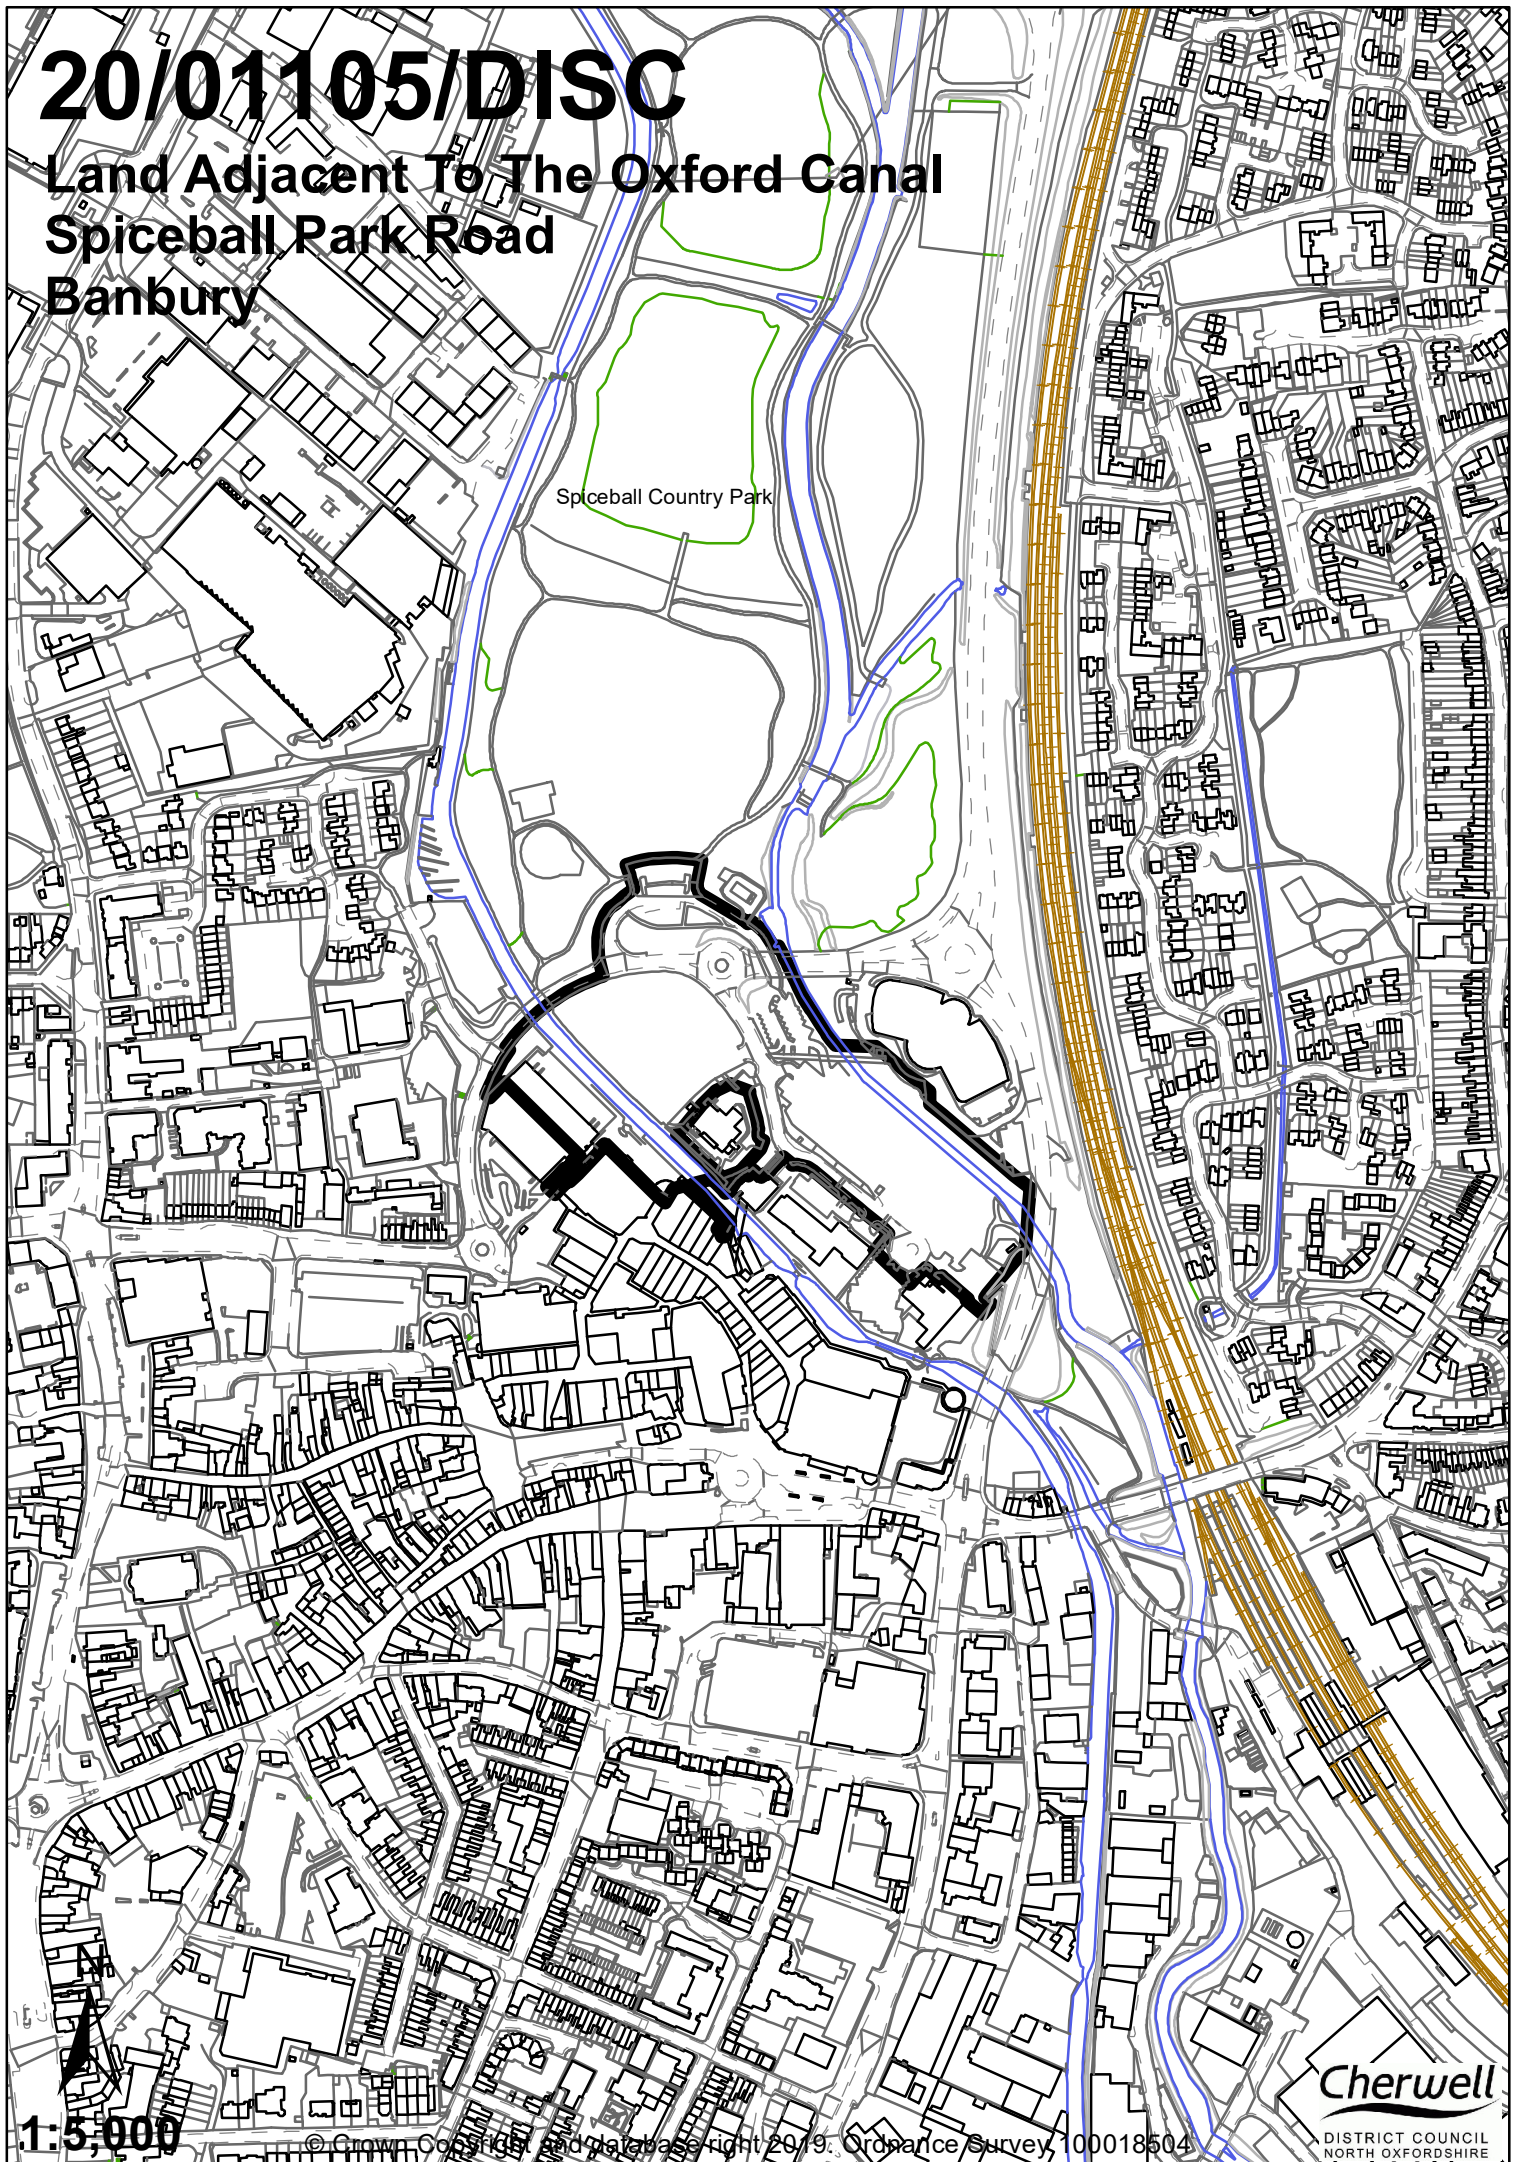 20/01105/DISC
Land Adjacent To The Oxford Canal
Spiceball Park Road
Banbury
Spiceball Country Park
N
1:5,000
© Crown Copyright and database right 2019. Ordnance Survey 100018504
Cherwell
DISTRICT COUNCIL
NORTH OXFORDSHIRE